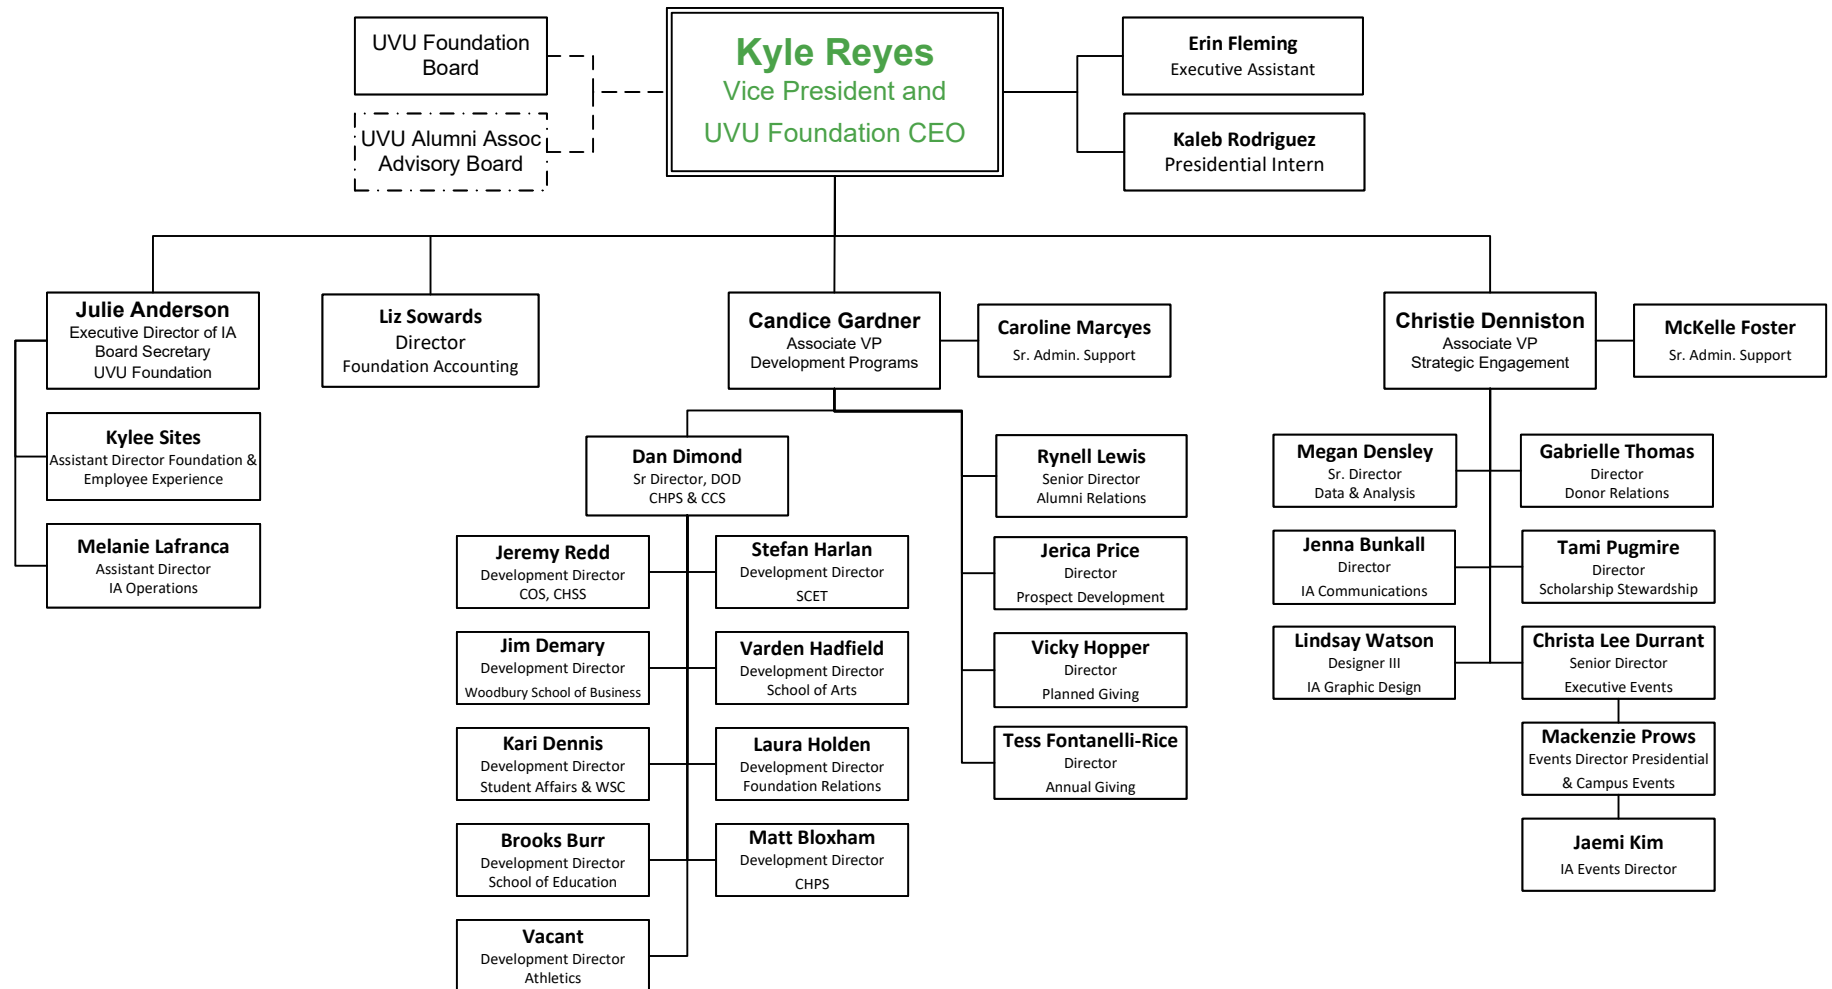 UVU Foundation
Board
UVU Alumni Assoc
Advisory Board
Kyle Reyes
Vice President and
UVU Foundation CEO
Erin Fleming
Executive Assistant
Kaleb Rodriguez
Presidential Intern
Julie Anderson
Executive Director of IA
Board Secretary
UVU Foundation
Kylee Sites
Assistant Director Foundation &
Employee Experience
Melanie Lafranca
Assistant Director
IA Operations
Liz Sowards
Director
Foundation Accounting
Candice Gardner
Associate VP
Development Programs
Caroline Marcyes
Sr. Admin. Support
Dan Dimond
Sr Director, DOD
CHPS & CCS
Jeremy Redd
Development Director
COS, CHSS
Stefan Harlan
Development Director
SCET
Jim Demary
Development Director
Woodbury School of Business
Varden Hadfield
Development Director
School of Arts
Kari Dennis
Development Director
Student Affairs & WSC
Laura Holden
Development Director
Foundation Relations
Brooks Burr
Development Director
School of Education
Matt Bloxham
Development Director
CHPS
Vacant
Development Director
Athletics
Rynell Lewis
Senior Director
Alumni Relations
Jerica Price
Director
Prospect Development
Vicky Hopper
Director
Planned Giving
Tess Fontanelli-Rice
Director
Annual Giving
Christie Denniston
Associate VP
Strategic Engagement
McKelle Foster
Sr. Admin. Support
Megan Densley
Sr. Director
Data & Analysis
Gabrielle Thomas
Director
Donor Relations
Jenna Bunkall
Director
IA Communications
Tami Pugmire
Director
Scholarship Stewardship
Lindsay Watson
Designer III
IA Graphic Design
Christa Lee Durrant
Senior Director
Executive Events
Mackenzie Prows
Events Director Presidential
& Campus Events
Jaemi Kim
IA Events Director